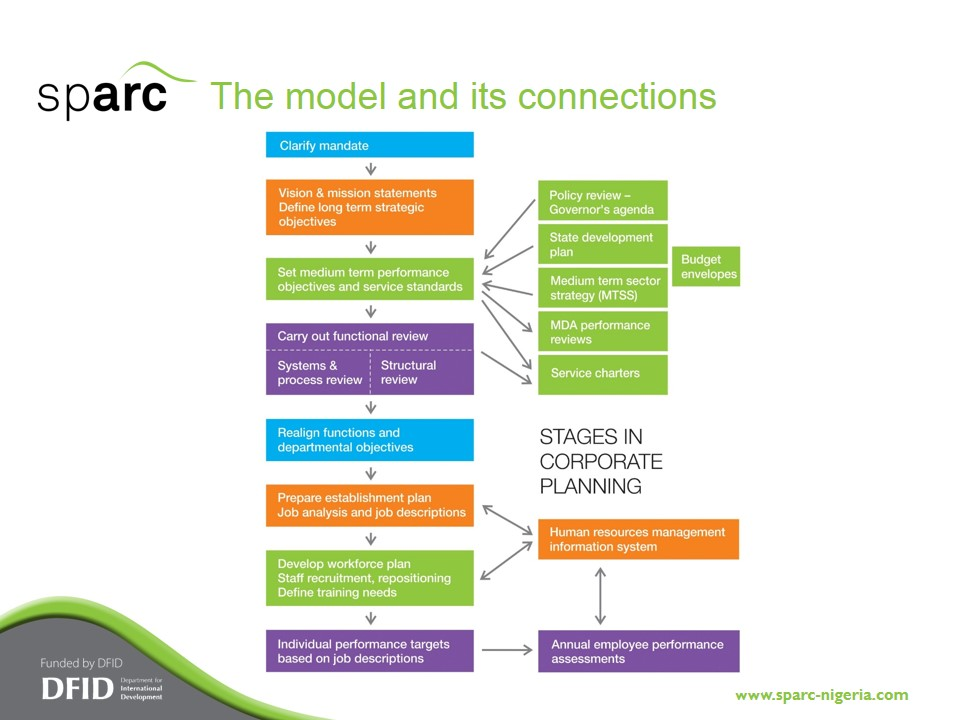 sparc
The model and its connections
Clarify mandate
Vision & mission statements
Define long term strategic
objectives
Set medium term performance
objectives and service standards
Carry out functional review
Systems &
process review
Structural
review
Realign functions and
departmental objectives
Prepare establishment plan
Job analysis and job descriptions
Develop workforce plan
Staff recruitment, repositioning
Define training needs
Individual performance targets
based on job descriptions
Policy review –
Governor's agenda
State development
plan
Medium term sector
strategy (MTSS)
MDA performance
reviews
Service charters
Budget
envelopes
STAGES IN
CORPORATE
PLANNING
Human resources management
information system
Annual employee performance
assessments
Funded by DFID
DFID
Department for
International
Development
www.sparc-nigeria.com